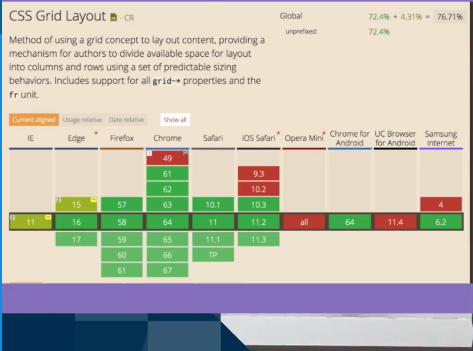 CSS Grid Layout - CR
Global 72.4% + 4.31% = 76.71%
unprefixed: 72.4%
Method of using a grid concept to lay out content, providing a
mechanism for authors to divide available space for layout
into columns and rows using a set of predictable sizing
behaviors. Includes support for all grid-* properties and the
fr unit.
Current aligned Usage relative Date relative Show all
IE Edge * Firefox Chrome Safari iOS Safari * Opera Mini * Chrome for Android UC Browser for Android Samsung Internet
49
61 9.3
62 10.2
15 57 63 10.1 10.3 4
11 16 58 64 11 11.2 all 64 11.4 6.2
17 59 65 11.1 11.3
60 66 TP
61 67